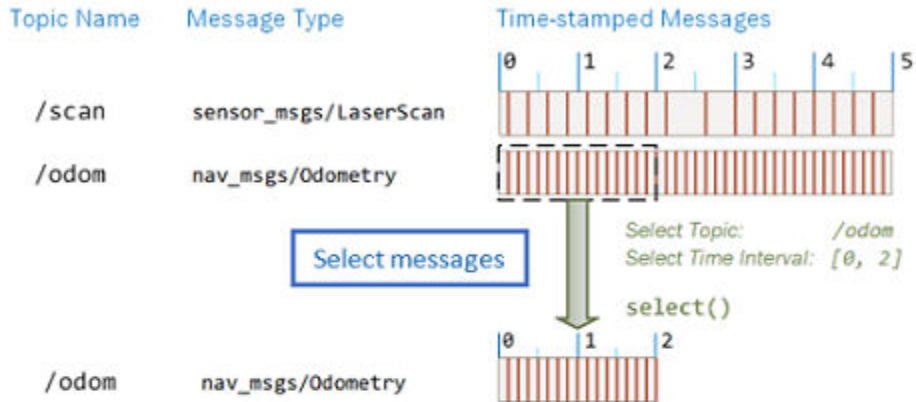 Topic Name Message Type Time-stamped Messages
0 1 2 3 4 5
/scan sensor_msgs/LaserScan
/odom nav_msgs/Odometry
Select Topic: /odom
Select messages
Select Time Interval: [0, 2]
select()
0 1 2
/odom nav_msgs/Odometry